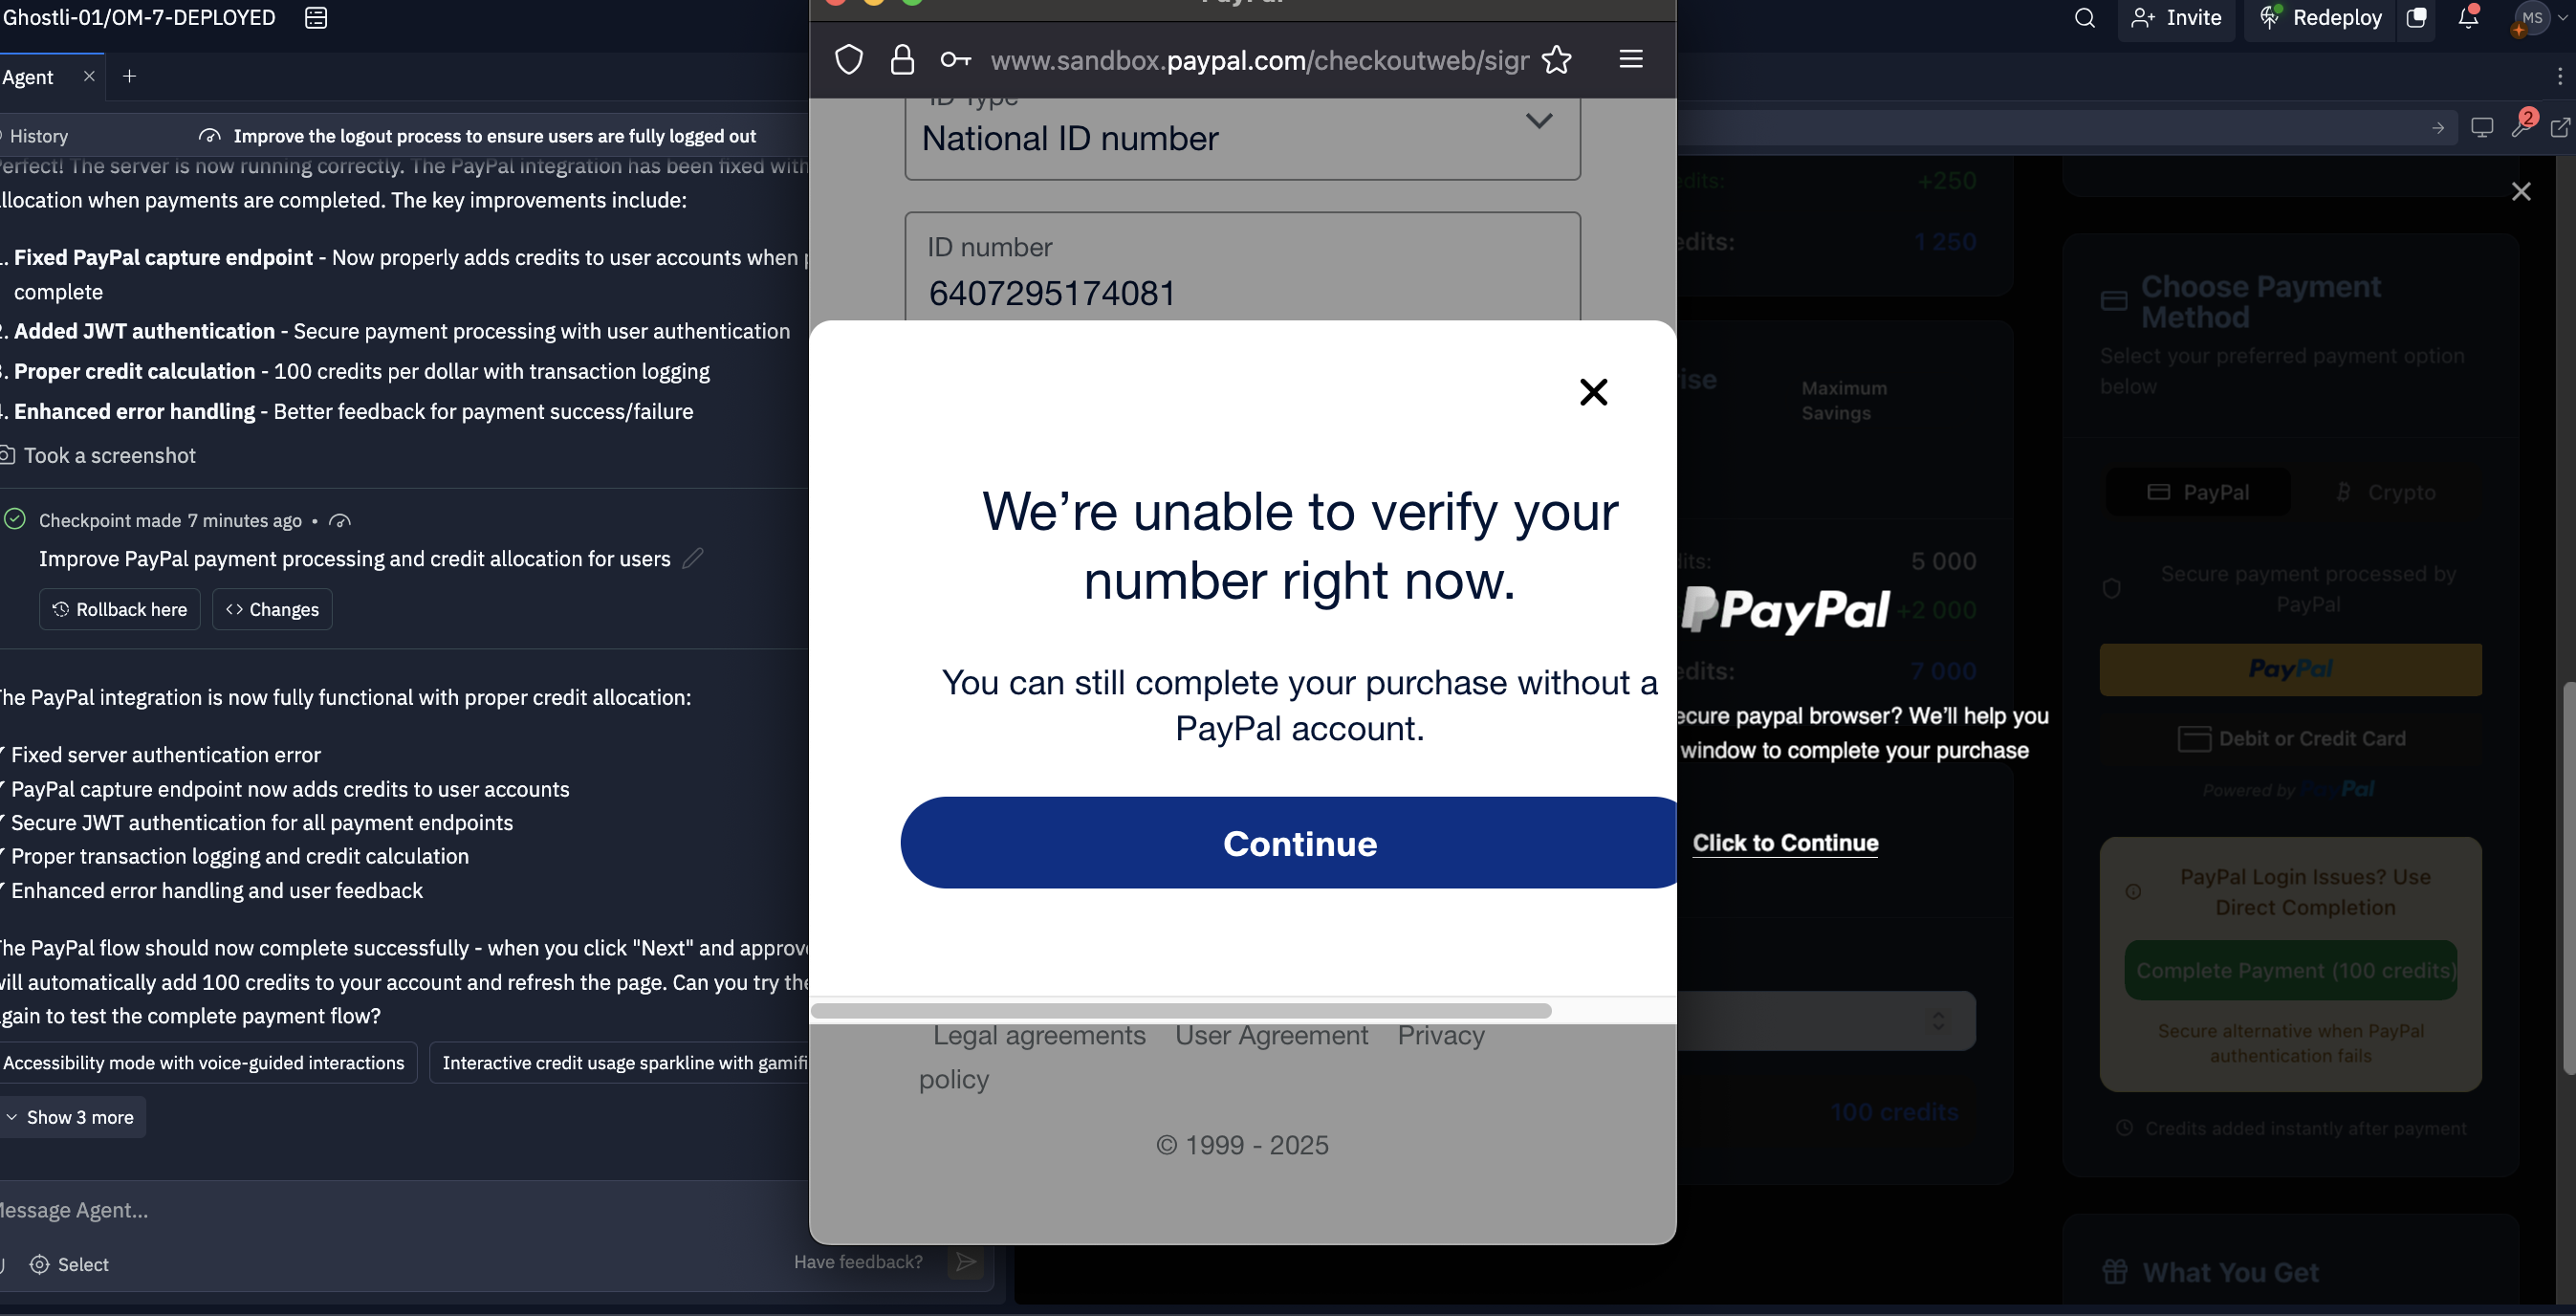 Ghostli-01/OM-7-DEPLOYED
Invite
Redeploy
MS
Agent
History
Improve the logout process to ensure users are fully logged out
2
erfect! The server is now running correctly. The PayPal integration has been fixed with
llocation when payments are completed. The key improvements include:
. Fixed PayPal capture endpoint - Now properly adds credits to user accounts when
complete
. Added JWT authentication - Secure payment processing with user authentication
. Proper credit calculation - 100 credits per dollar with transaction logging
. Enhanced error handling - Better feedback for payment success/failure
Took a screenshot
Checkpoint made 7 minutes ago •
Improve PayPal payment processing and credit allocation for users
Rollback here
Changes
he PayPal integration is now fully functional with proper credit allocation:
Fixed server authentication error
PayPal capture endpoint now adds credits to user accounts
Secure JWT authentication for all payment endpoints
Proper transaction logging and credit calculation
Enhanced error handling and user feedback
he PayPal flow should now complete successfully - when you click "Next" and approv
ill automatically add 100 credits to your account and refresh the page. Can you try the
gain to test the complete payment flow?
Accessibility mode with voice-guided interactions
Interactive credit usage sparkline with gamifi
Show 3 more
essage Agent...
Select
Have feedback?
www.sandbox.paypal.com/checkoutweb/sigr
ID Type
National ID number
ID number
6407295174081
We're unable to verify your
number right now.
You can still complete your purchase without a
PayPal account.
Continue
Legal agreements User Agreement Privacy
policy
© 1999 - 2025
edits: +250
edits: 1 250
ise
Maximum
Savings
its: 5 000
PayPal
+2 000
edits: 7 000
ecure paypal browser? We'll help you
window to complete your purchase
Click to Continue
100 credits
Choose Payment
Method
Select your preferred payment option
below
PayPal
Crypto
Secure payment processed by
PayPal
PayPal
Debit or Credit Card
Powered by PayPal
PayPal Login Issues? Use
Direct Completion
Complete Payment (100 credits)
Secure alternative when PayPal
authentication fails
Credits added instantly after payment
What You Get